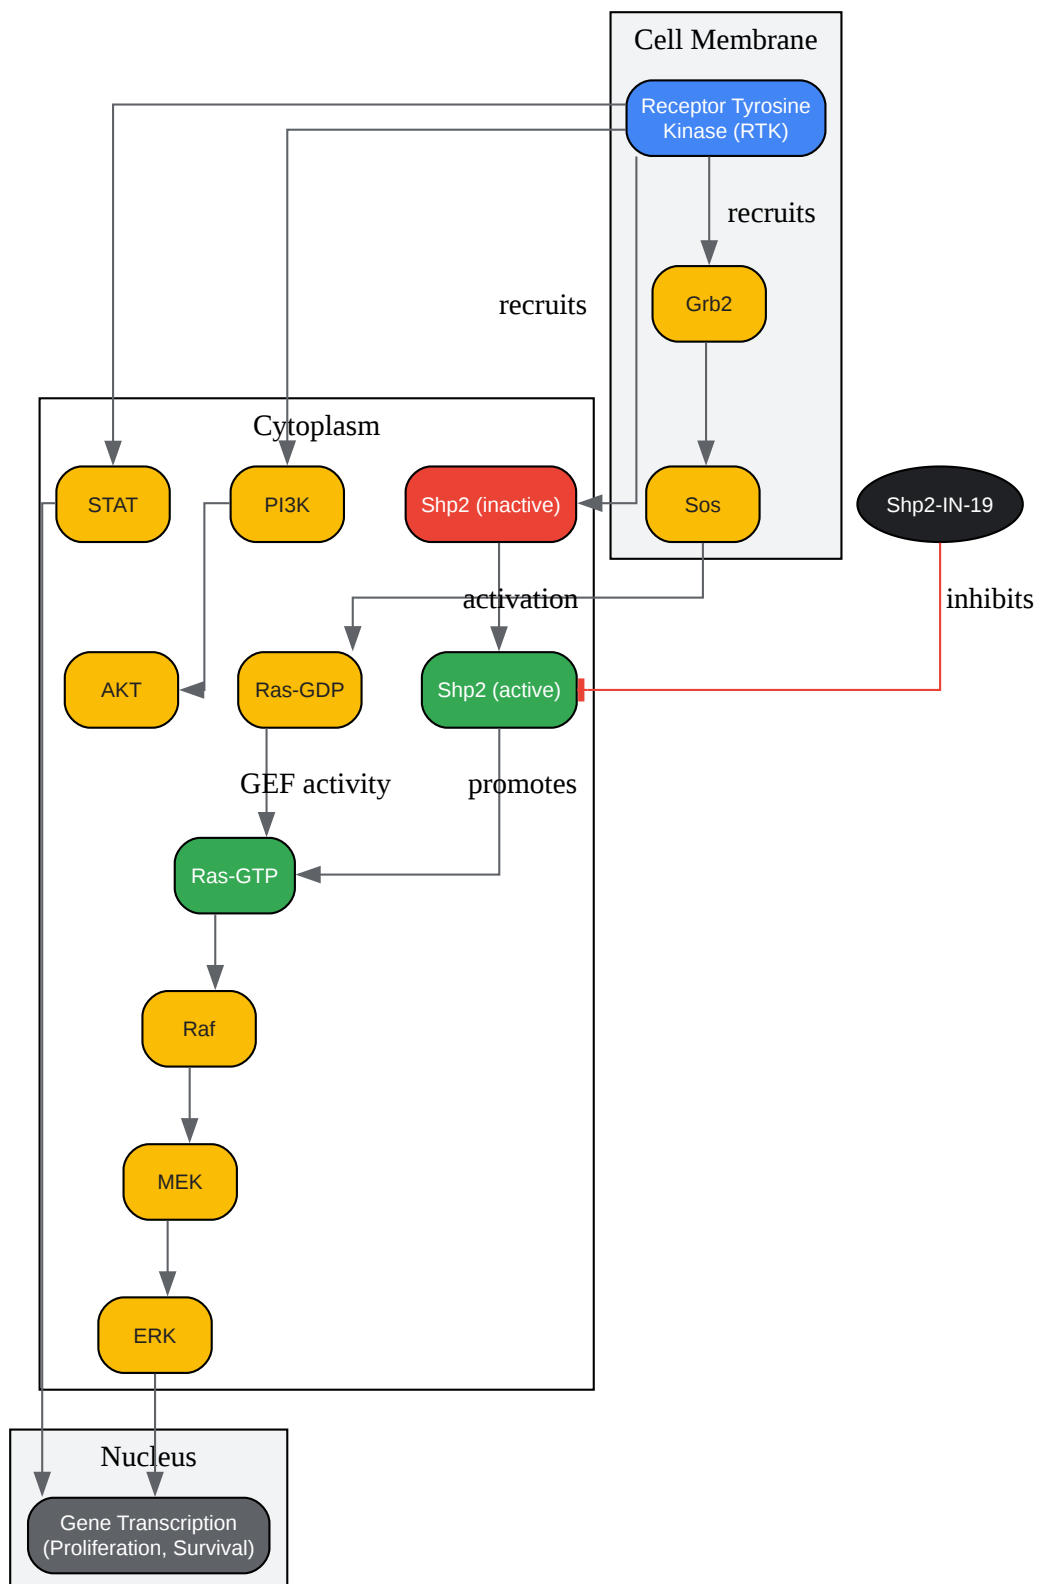 Cell Membrane
Receptor Tyrosine
Kinase (RTK)
recruits
Grb2
recruits
Cytoplasm
STAT
PI3K
Shp2 (inactive)
Sos
Shp2-IN-19
activation
inhibits
AKT
Ras-GDP
Shp2 (active)
GEF activity
promotes
Ras-GTP
Raf
MEK
ERK
Nucleus
Gene Transcription
(Proliferation, Survival)